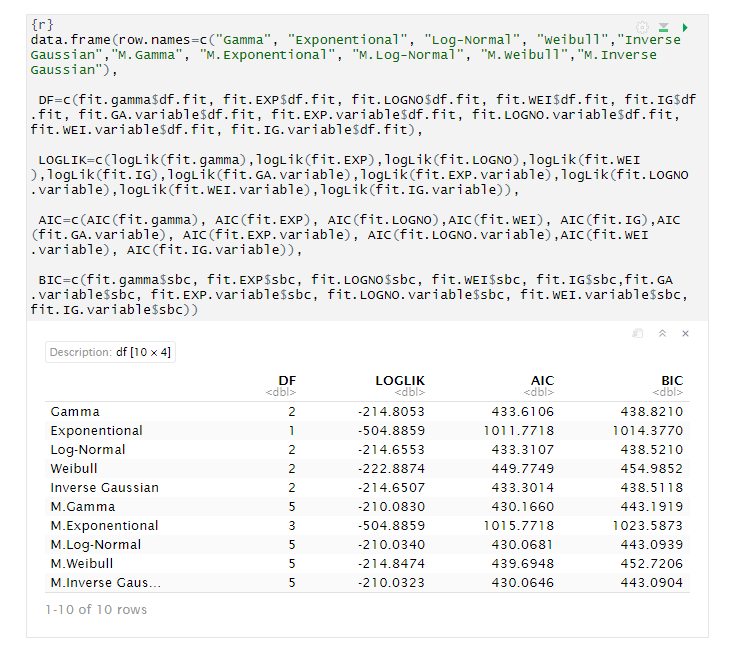 {r}
data.frame(row.names=c("Gamma", "Exponential", "Log-Normal", "Weibull","Inverse
Gaussian","M.Gamma", "M.Exponential", "M.Log-Normal", "M.Weibull","M.Inverse
Gaussian"),
DF=c(fit.gamma$df.fit, fit.EXP$df.fit, fit.LOGNO$df.fit, fit.WEI$df.fit, fit.IG$df
.fit, fit.GA.variable$df.fit, fit.EXP.variable$df.fit, fit.LOGNO.variable$df.fit,
fit.WEI.variable$df.fit, fit.IG.variable$df.fit),
LOGLIK=c(logLik(fit.gamma),logLik(fit.EXP),logLik(fit.LOGNO),logLik(fit.WEI
),logLik(fit.IG),logLik(fit.GA.variable),logLik(fit.EXP.variable),logLik(fit.LOGNO
.variable),logLik(fit.WEI.variable),logLik(fit.IG.variable)),
AIC=c(AIC(fit.gamma), AIC(fit.EXP), AIC(fit.LOGNO),AIC(fit.WEI), AIC(fit.IG),AIC
(fit.GA.variable), AIC(fit.EXP.variable), AIC(fit.LOGNO.variable),AIC(fit.WEI
.variable), AIC(fit.IG.variable)),
BIC=c(fit.gamma$sbc, fit.EXP$sbc, fit.LOGNO$sbc, fit.WEI$sbc, fit.IG$sbc,fit.GA
.variable$sbc, fit.EXP.variable$sbc, fit.LOGNO.variable$sbc, fit.WEI.variable$sbc,
fit.IG.variable$sbc))
Description: df [10 × 4]
DF LOGLIK AIC BIC
<dbl> <dbl> <dbl> <dbl>
Gamma 2 -214.8053 433.6106 438.8210
Exponential 1 -504.8859 1011.7718 1014.3770
Log-Normal 2 -214.6553 433.3107 438.5210
Weibull 2 -222.8874 449.7749 454.9852
Inverse Gaussian 2 -214.6507 433.3014 438.5118
M.Gamma 5 -210.0830 430.1660 443.1919
M.Exponential 3 -504.8859 1015.7718 1023.5873
M.Log-Normal 5 -210.0340 430.0681 443.0939
M.Weibull 5 -214.8474 439.6948 452.7206
M.Inverse Gaus... 5 -210.0323 430.0646 443.0904
1-10 of 10 rows